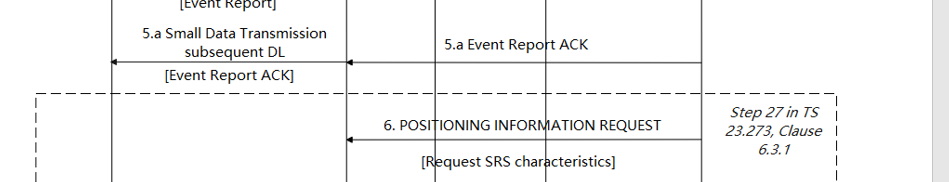 [Event Report]
5.a Small Data Transmission
subsequent DL
5.a Event Report ACK
[Event Report ACK]
6. POSITIONING INFORMATION REQUEST
[Request SRS characteristics]
Step 27 in TS
23.273, Clause
6.3.1